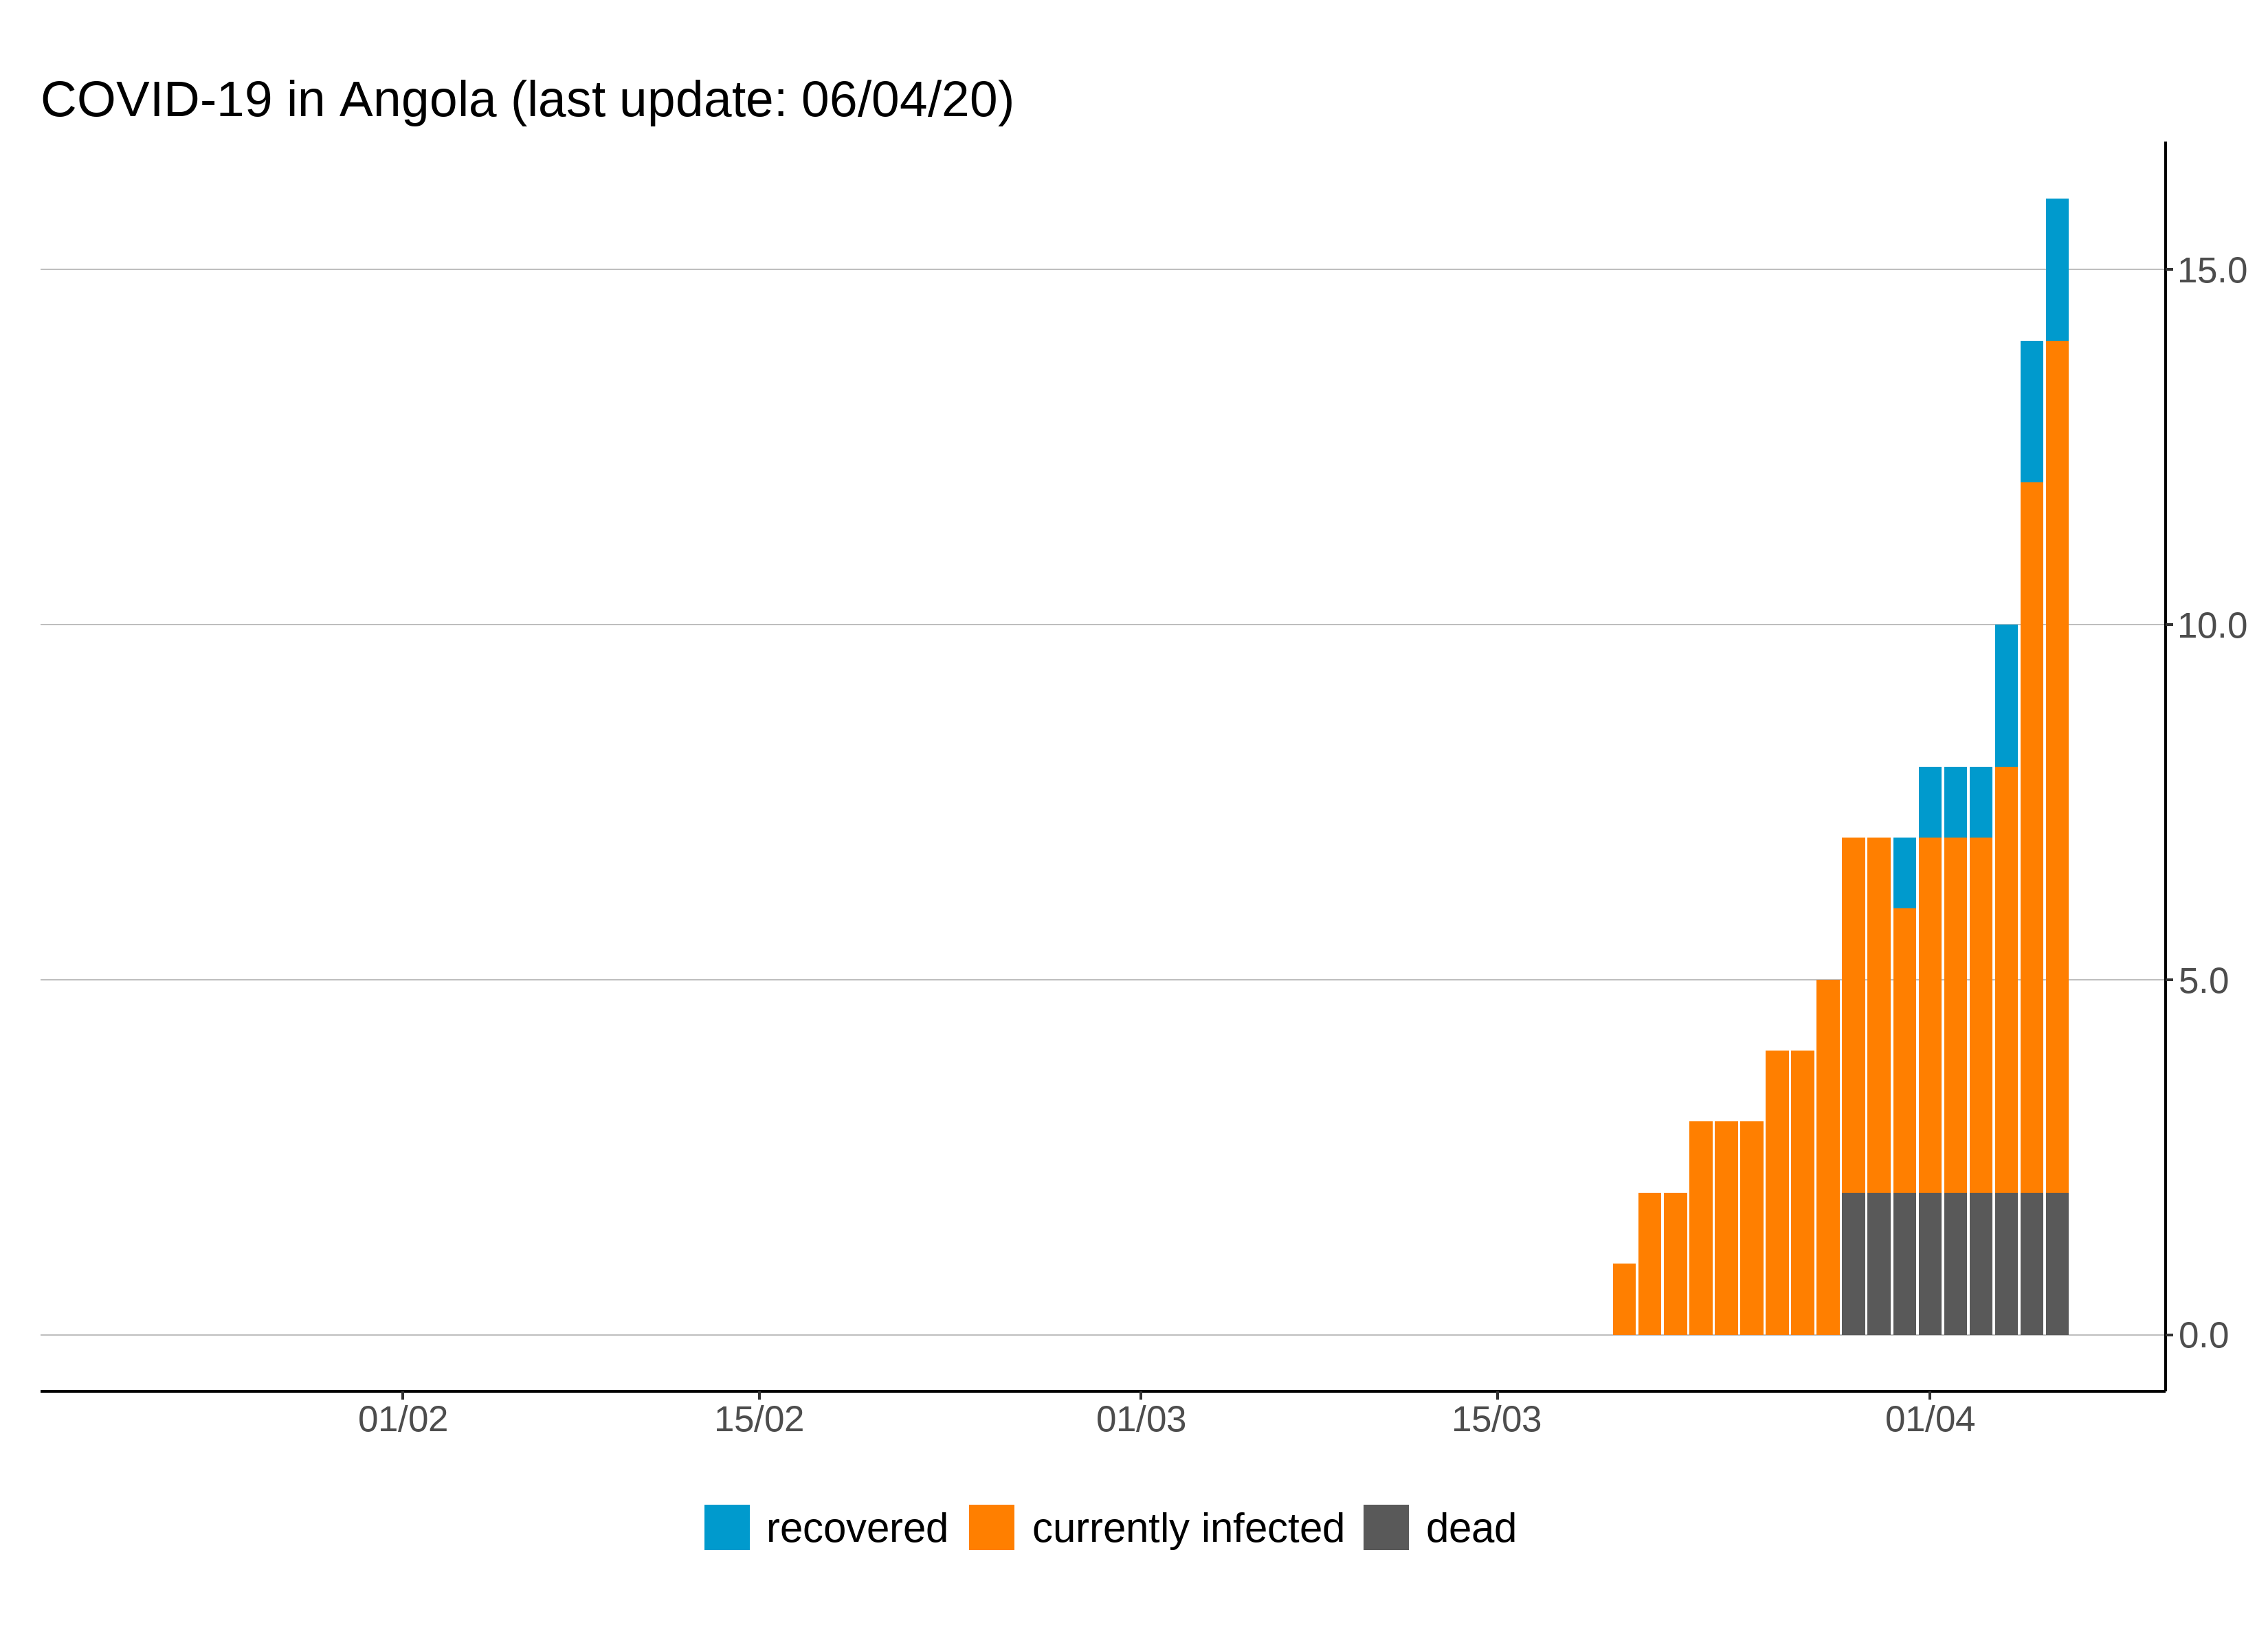 COVID-19 in Angola (last update: 06/04/20)
15.0
10.0
5.0
0.0
01/02 15/02 01/03 15/03 01/04
recovered currently infected dead